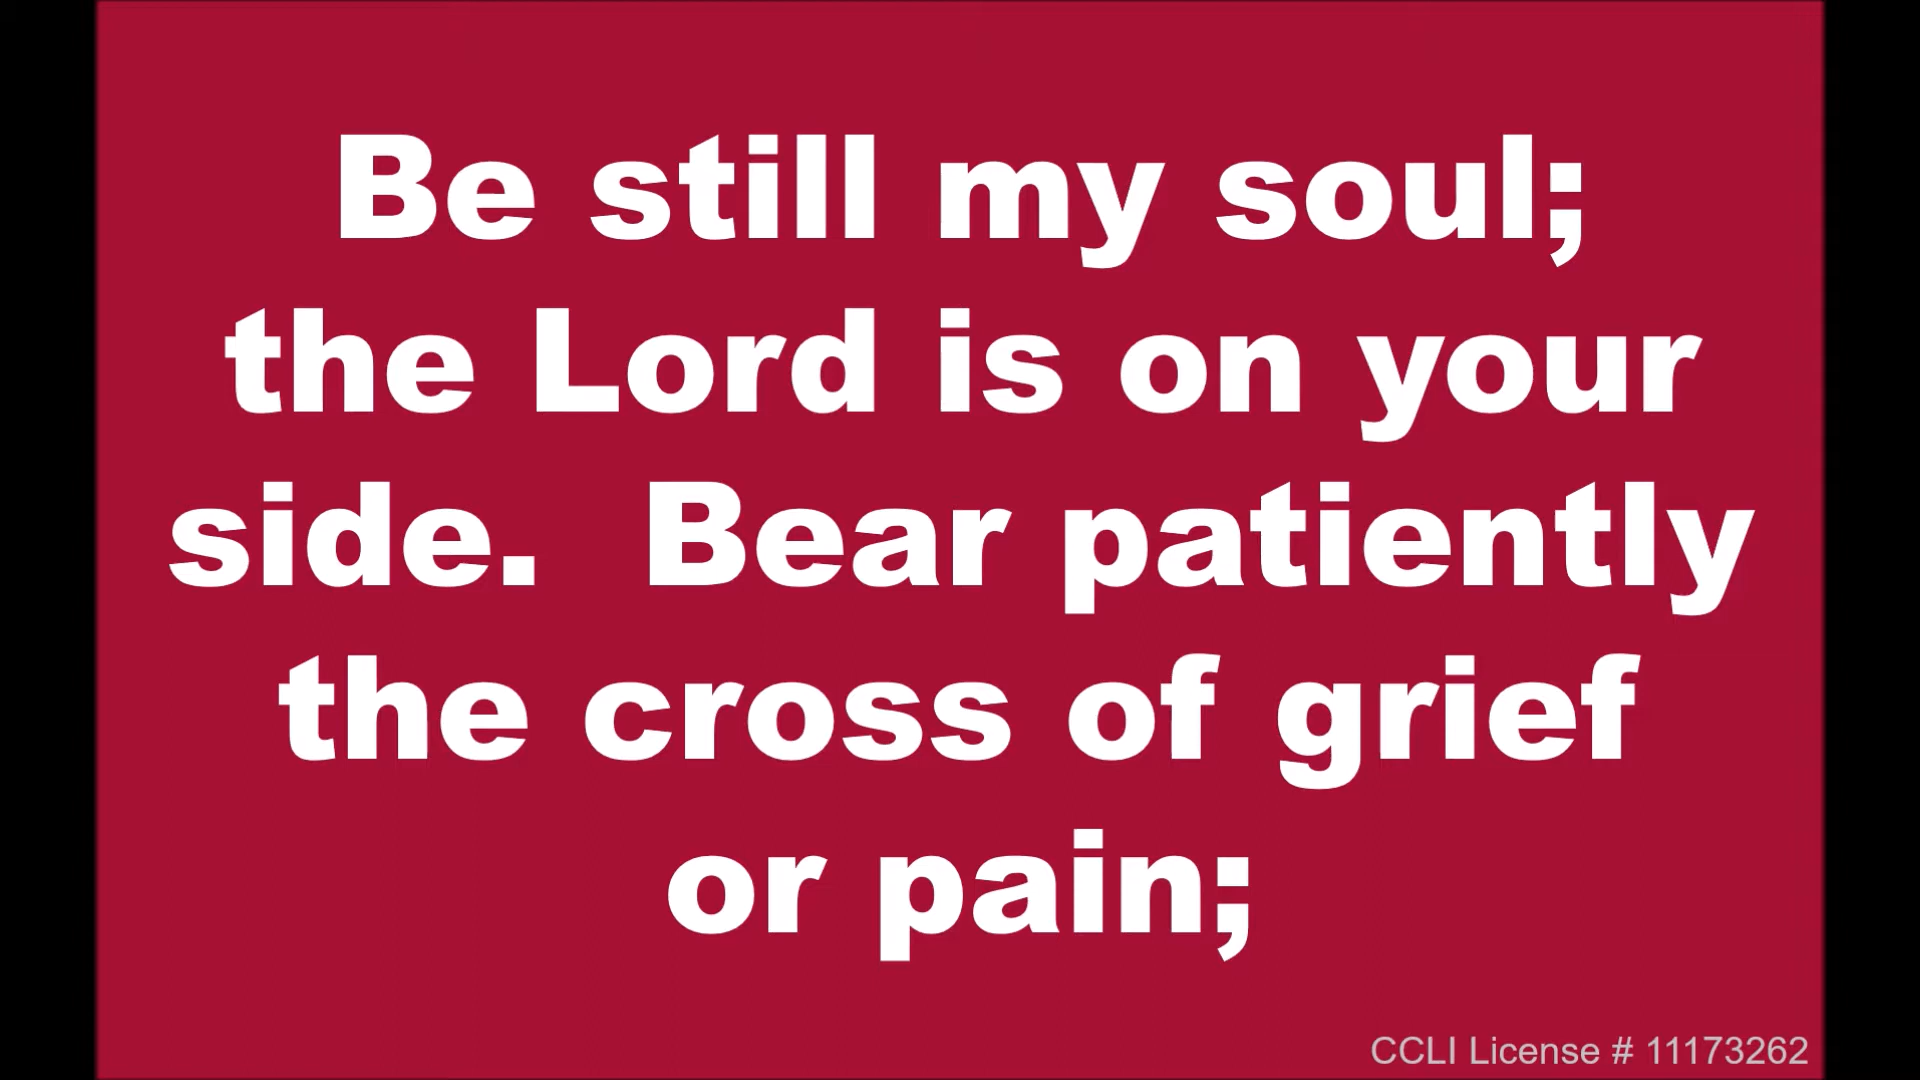 Be still my soul;
the Lord is on your
side.  Bear patiently
the cross of grief
or pain;
CCLI License # 11173262